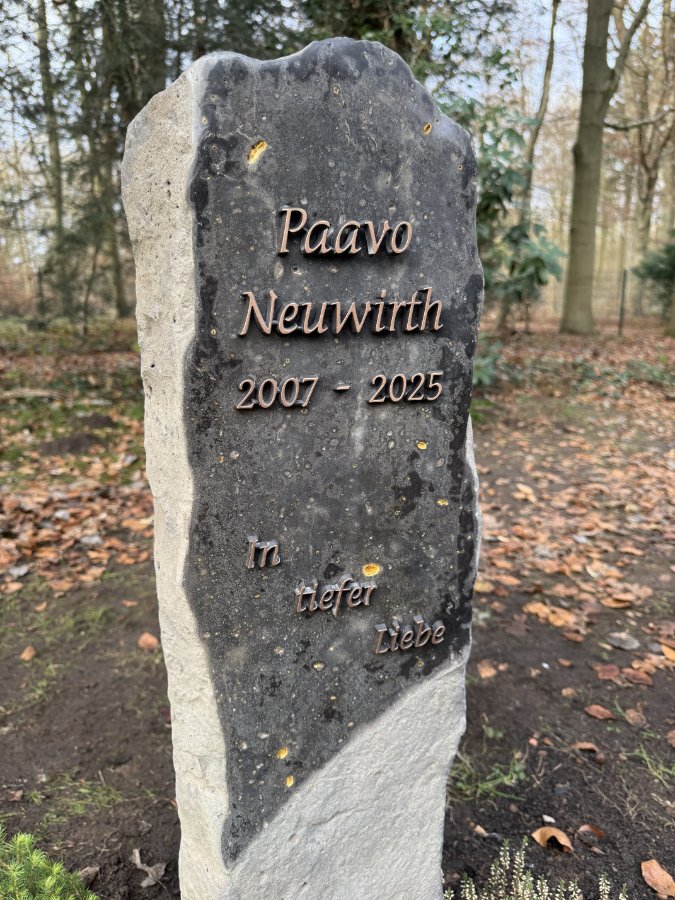 Paavo
Neuwirth
2007 - 2025
in
tiefer
Liebe